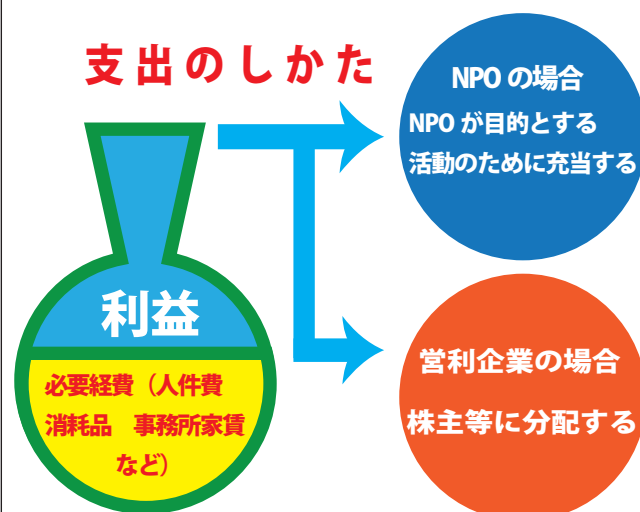 支出のしかた
NPO の場合
NPO が目的とする
活動のために充当する
利益
必要経費（人件費
消耗品　事務所家賃
など）
営利企業の場合
株主等に分配する